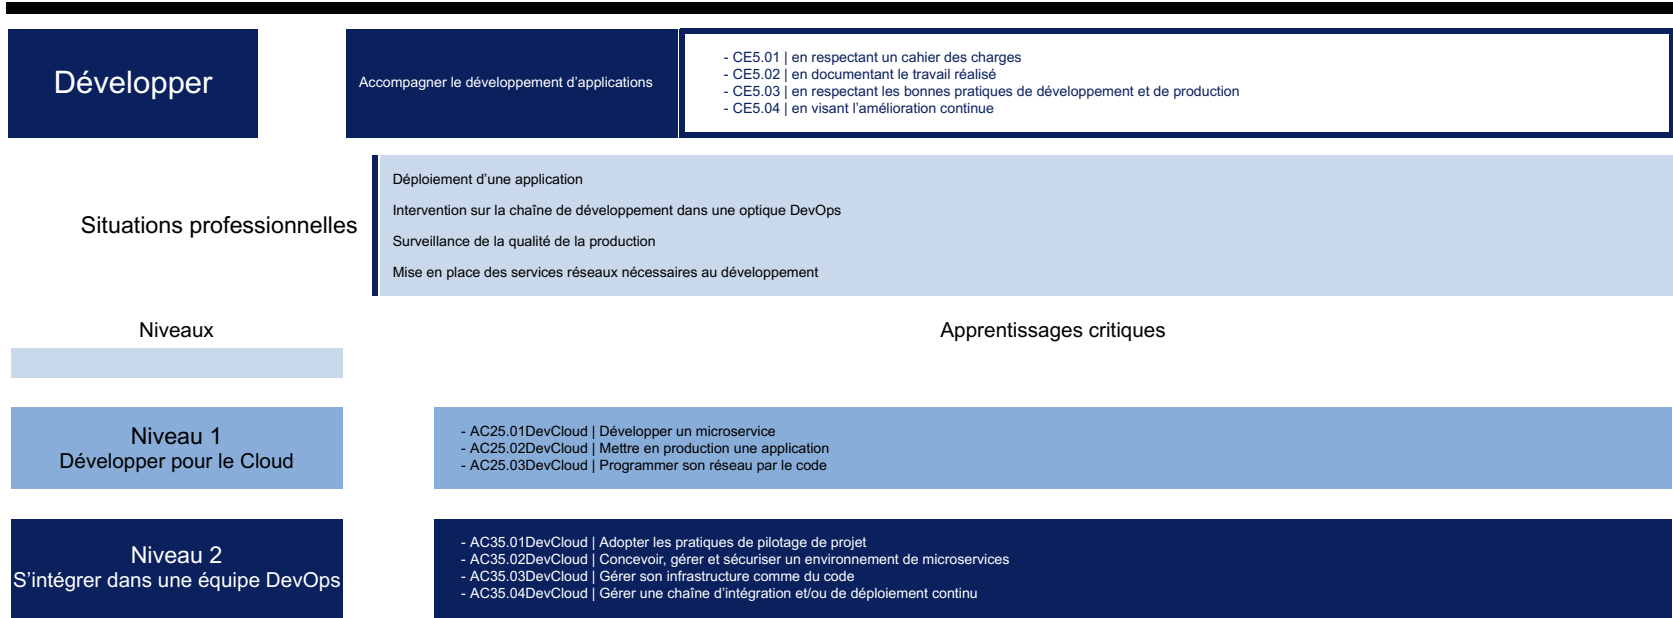 Développer
Accompagner le développement d’applications
- CE5.01 | en respectant un cahier des charges
- CE5.02 | en documentant le travail réalisé
- CE5.03 | en respectant les bonnes pratiques de développement et de production
- CE5.04 | en visant l’amélioration continue
Situations professionnelles
Déploiement d’une application
Intervention sur la chaîne de développement dans une optique DevOps
Surveillance de la qualité de la production
Mise en place des services réseaux nécessaires au développement
Niveaux
Apprentissages critiques
Niveau 1
Développer pour le Cloud
- AC25.01DevCloud | Développer un microservice
- AC25.02DevCloud | Mettre en production une application
- AC25.03DevCloud | Programmer son réseau par le code
Niveau 2
S’intégrer dans une équipe DevOps
- AC35.01DevCloud | Adopter les pratiques de pilotage de projet
- AC35.02DevCloud | Concevoir, gérer et sécuriser un environnement de microservices
- AC35.03DevCloud | Gérer son infrastructure comme du code
- AC35.04DevCloud | Gérer une chaîne d’intégration et/ou de déploiement continu